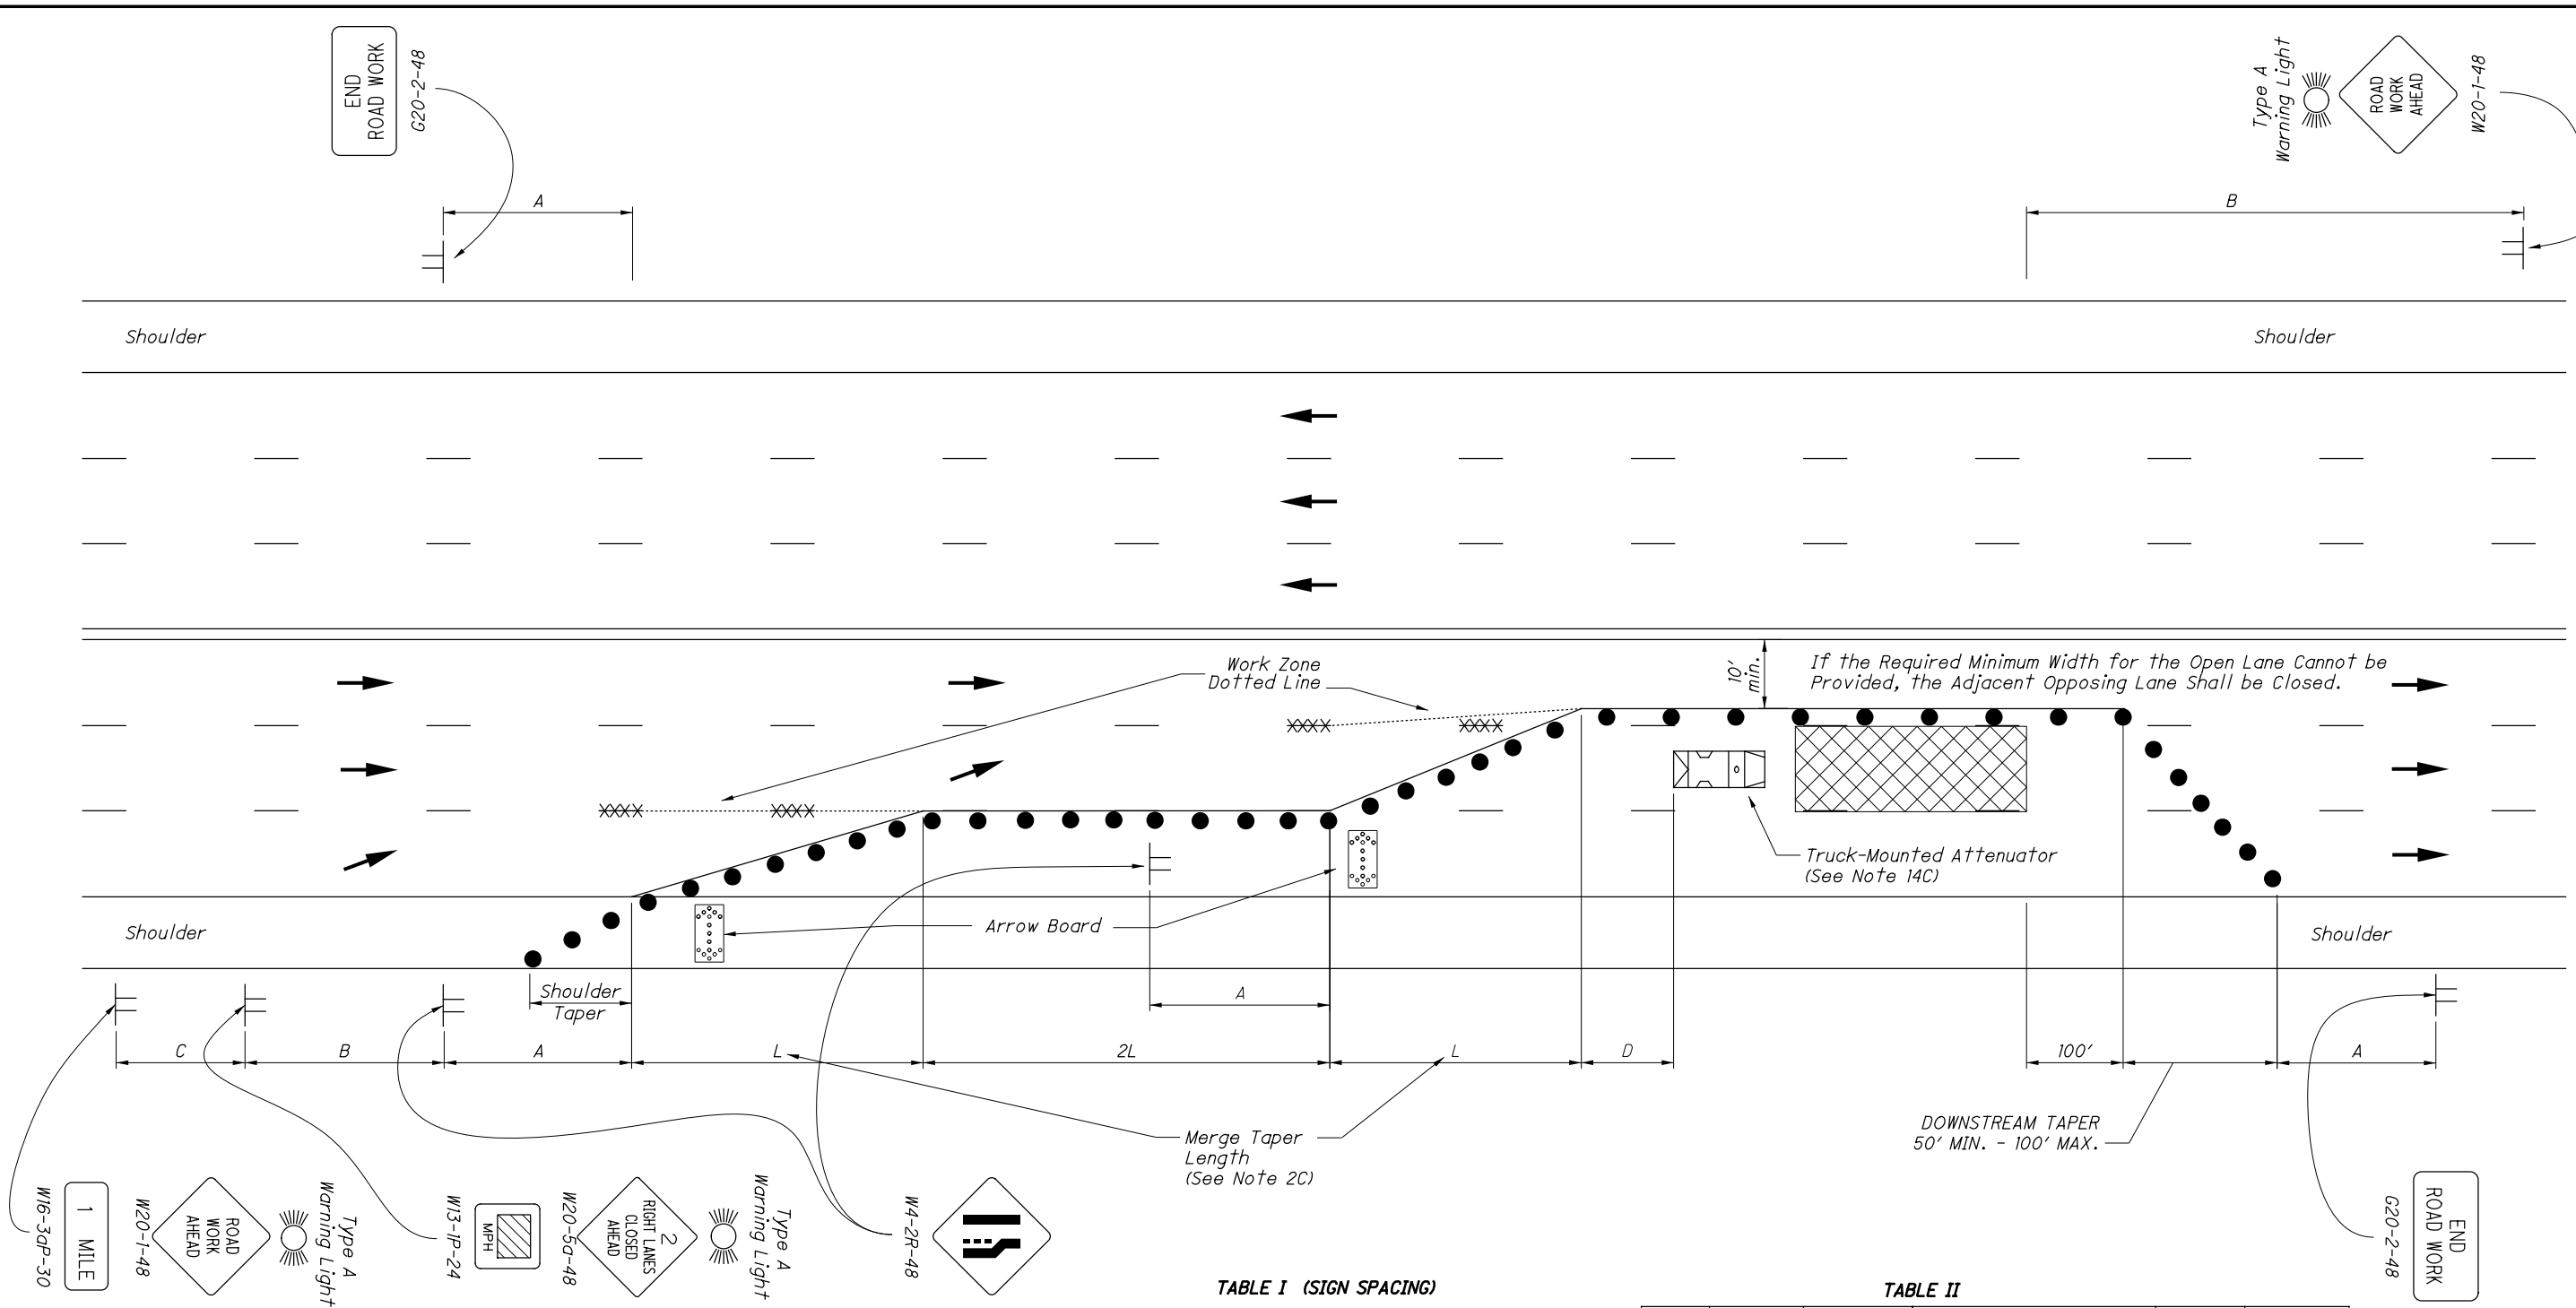 END
ROAD WORK
G20-2-48
Type A
Warning Light
ROAD
WORK
AHEAD
W20-1-48
A
B
Shoulder
Shoulder
Work Zone
Dotted Line
10'
min.
If the Required Minimum Width for the Open Lane Cannot be
Provided, the Adjacent Opposing Lane Shall be Closed.
Truck-Mounted Attenuator
(See Note 14C)
Shoulder
Arrow Board
Shoulder
Shoulder
Taper
A
C
B
A
L
2L
L
D
100'
A
Merge Taper
Length
(See Note 2C)
DOWNSTREAM TAPER
50' MIN. - 100' MAX.
W16-3aP-30
1 MILE
W20-1-48
ROAD
WORK
AHEAD
Type A
Warning Light
W13-1P-24
MPH
W20-5a-48
2
RIGHT LANES
CLOSED
AHEAD
Type A
Warning Light
W4-2R-48
G20-2-48
END
ROAD WORK
TABLE I (SIGN SPACING)
TABLE II